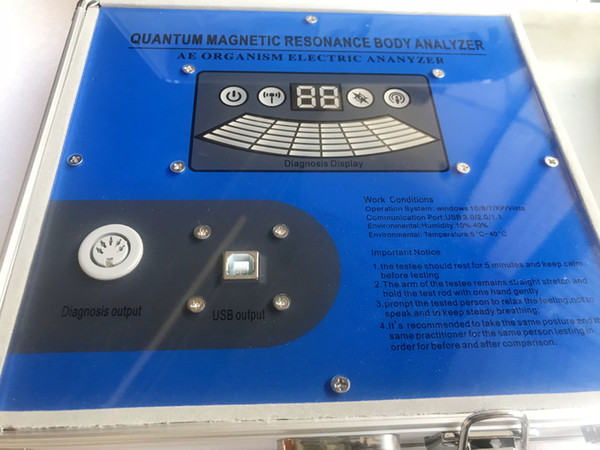 QUANTUM MAGNETIC RESONANCE BODY ANALYZER
AE ORGANISM ELECTRIC ANANYZER
88
Diagnosis Display
Work Conditions
Operation System: windows 10/8/7/XP/Vista
Communication Port:USB 3.0/2.0/1.1
Environmental:Humidity:10%-40%
Environmental: Temperature:5°C~40°C
Important Notice
1.the testee should rest for 5 minutes and keep calm
before testing
2.The arm of the testee remains straight stretch and
hold the test rod with one hand gently
3.prompt the tested person to relax the feeling,not to
speak and to keep steady breathing;
4.It's recommended to take the same posture and
same practitioner for the same person testing in
order for before and after comparison.
Diagnosis output
USB output